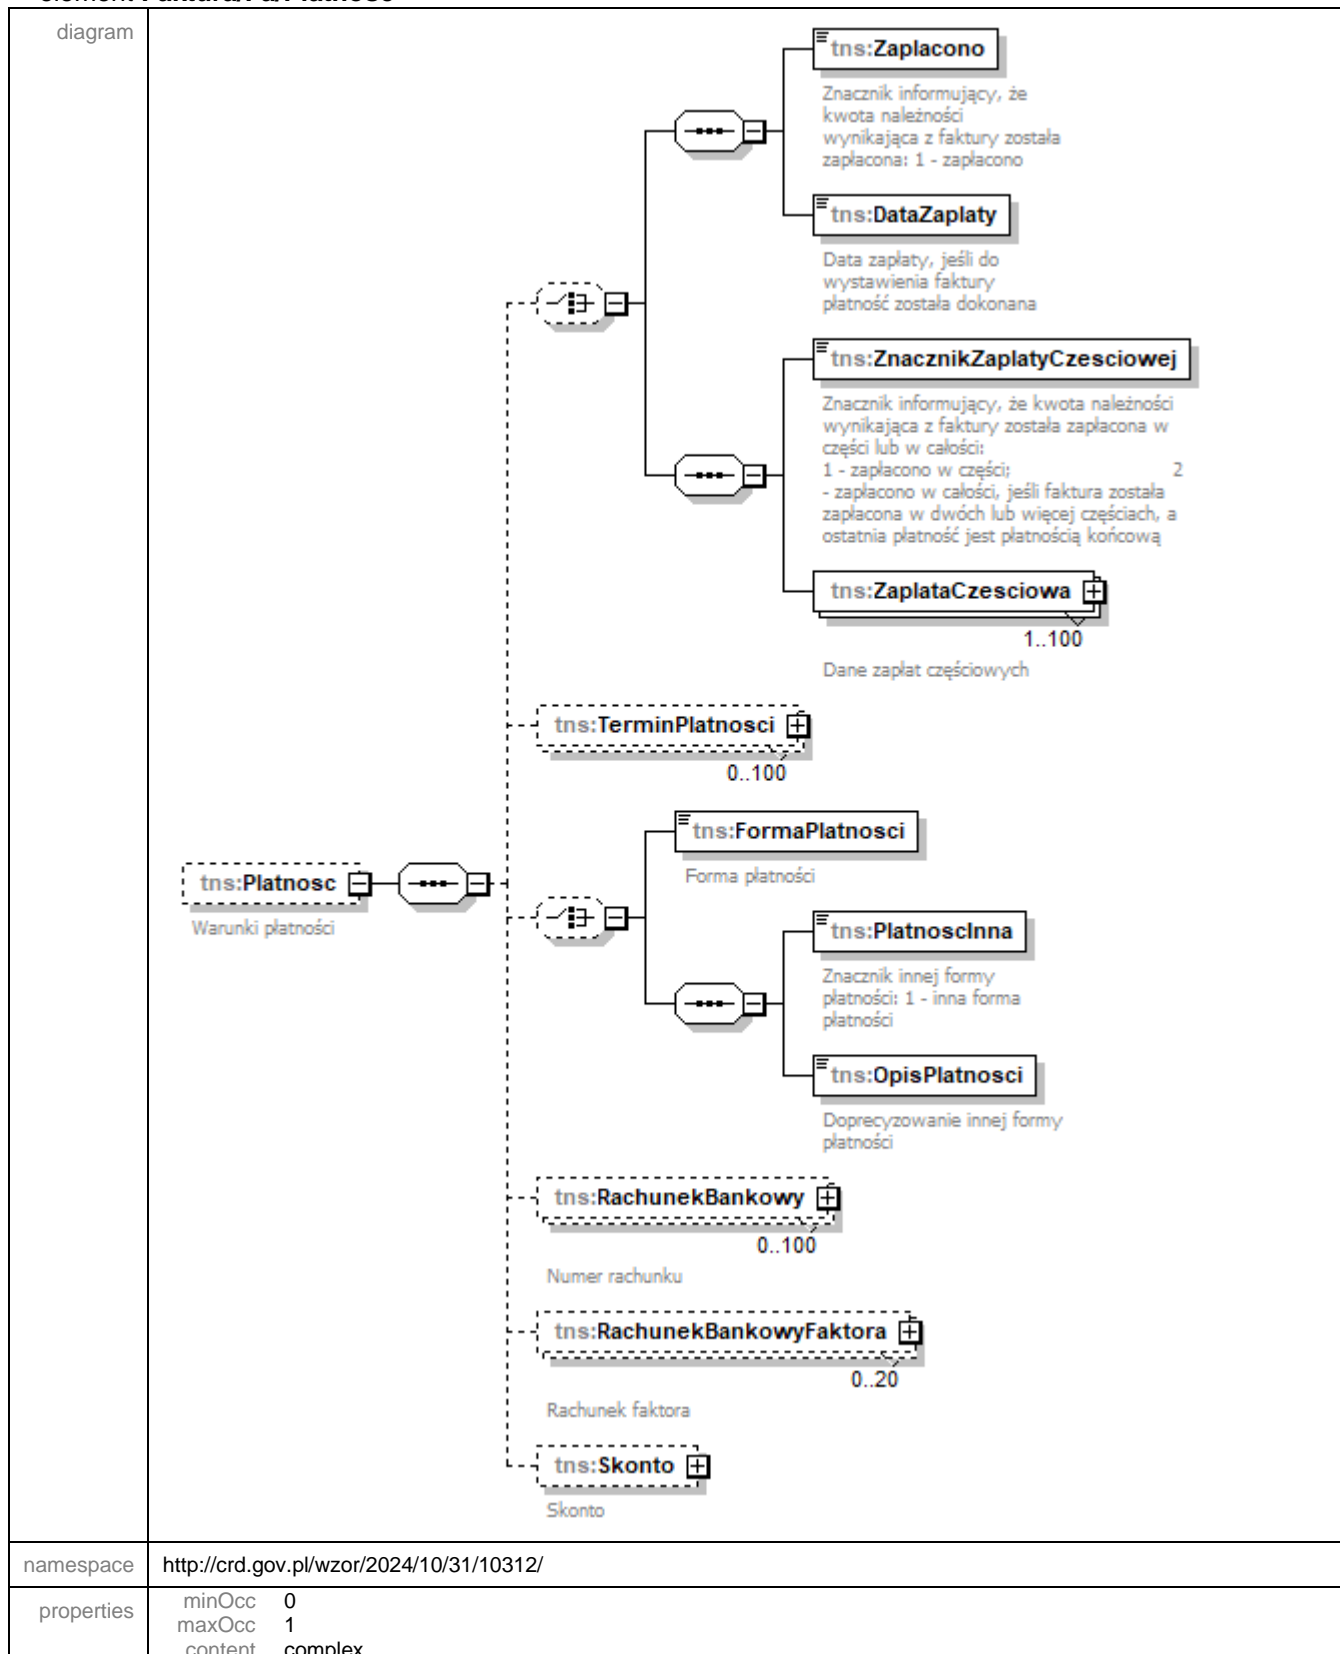 element Faktura/Fa/Platnosc
diagram
tns:Zaplacono
Znacznik informujący, że
kwota należności
wynikająca z faktury została
zapłacona: 1 - zapłacono
tns:DataZaplaty
Data zapłaty, jeśli do
wystawienia faktury
płatność została dokonana
tns:ZnacznikZaplatyCzesciowej
Znacznik informujący, że kwota należności
wynikająca z faktury została zapłacona w
części lub w całości:
1 - zapłacono w części; 2
- zapłacono w całości, jeśli faktura została
zapłacona w dwóch lub więcej częściach, a
ostatnia płatność jest płatnością końcową
tns:ZaplataCzesciowa
1..100
Dane zapłat częściowych
tns:TerminPlatnosci
0..100
tns:FormaPlatnosci
Forma płatności
tns:Platnosc
Warunki płatności
tns:PlatnoscInna
Znacznik innej formy
płatności: 1 - inna forma
płatności
tns:OpisPlatnosci
Doprecyzowanie innej formy
płatności
tns:RachunekBankowy
0..100
Numer rachunku
tns:RachunekBankowyFaktora
0..20
Rachunek faktora
tns:Skonto
Skonto
namespace http://crd.gov.pl/wzor/2024/10/31/10312/
properties minOcc 0
maxOcc 1
content complex